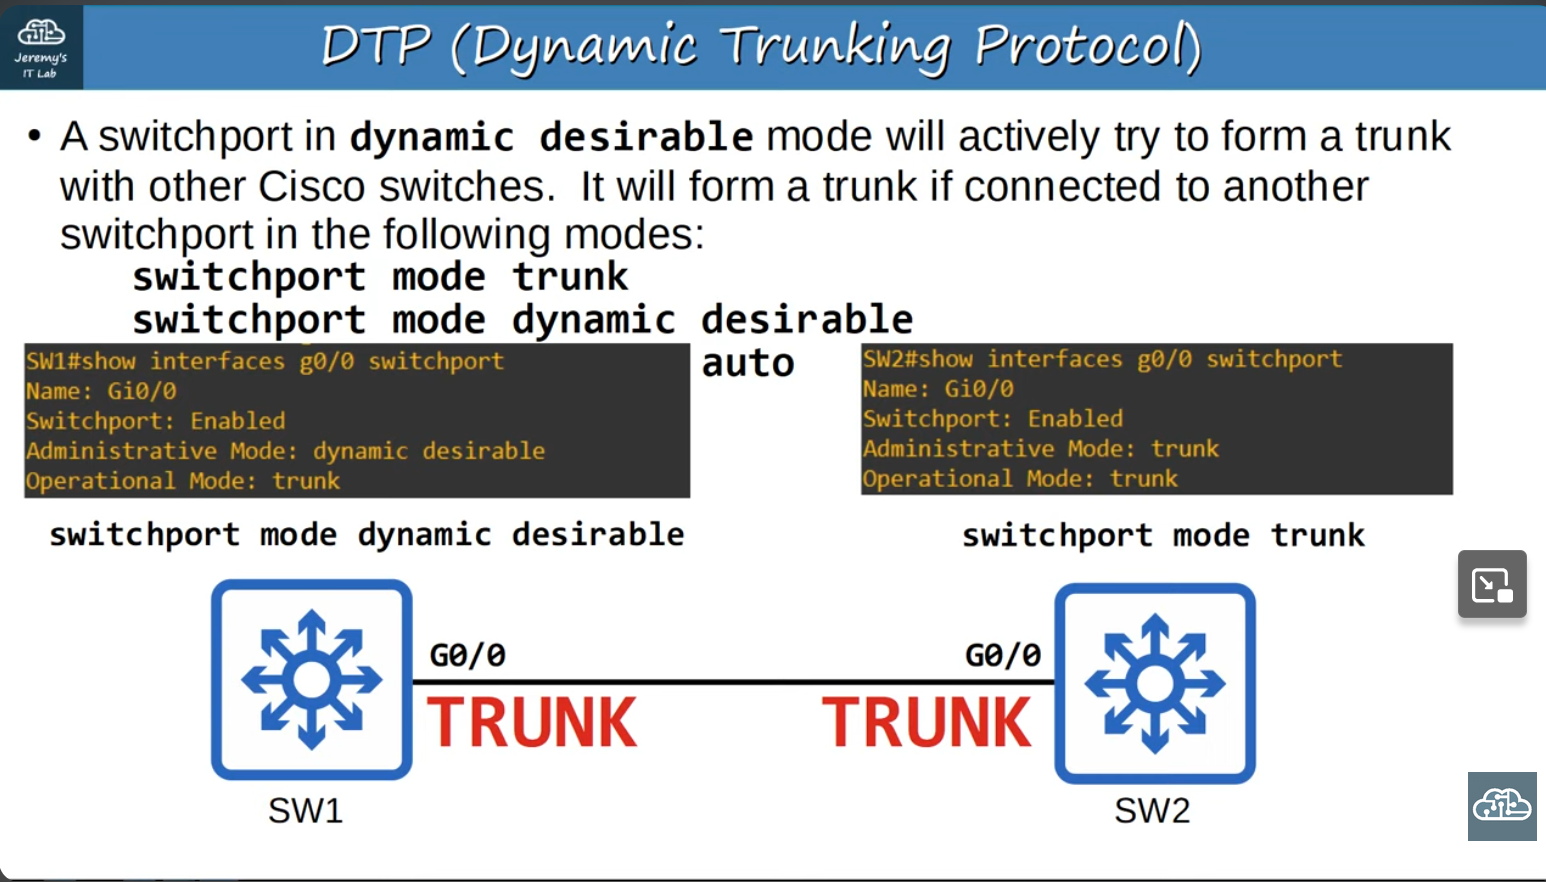 Jeremy's
IT Lab
DTP (Dynamic Trunking Protocol)
• A switchport in dynamic desirable mode will actively try to form a trunk
with other Cisco switches. It will form a trunk if connected to another
switchport in the following modes:
switchport mode trunk
switchport mode dynamic desirable
auto
SW1#show interfaces g0/0 switchport
Name: Gi0/0
Switchport: Enabled
Administrative Mode: dynamic desirable
Operational Mode: trunk
SW2#show interfaces g0/0 switchport
Name: Gi0/0
Switchport: Enabled
Administrative Mode: trunk
Operational Mode: trunk
switchport mode dynamic desirable
switchport mode trunk
G0/0
G0/0
TRUNK
TRUNK
SW1
SW2